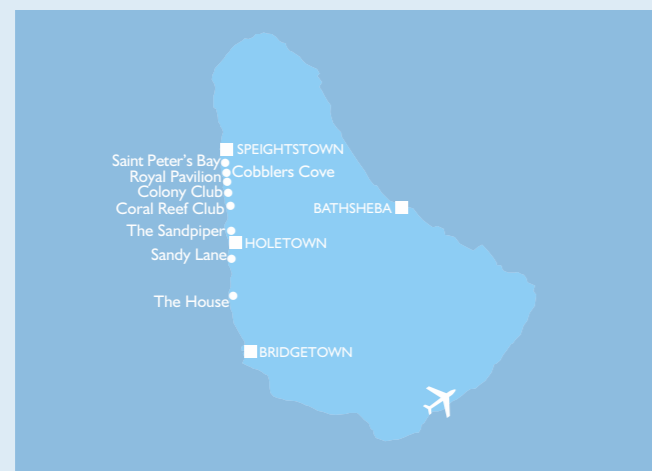 SPEIGHTSTOWN
Saint Peter's Bay
Cobblers Cove
Royal Pavilion
Colony Club
Coral Reef Club
BATHSHEBA
The Sandpiper
HOLETOWN
Sandy Lane
The House
BRIDGETOWN